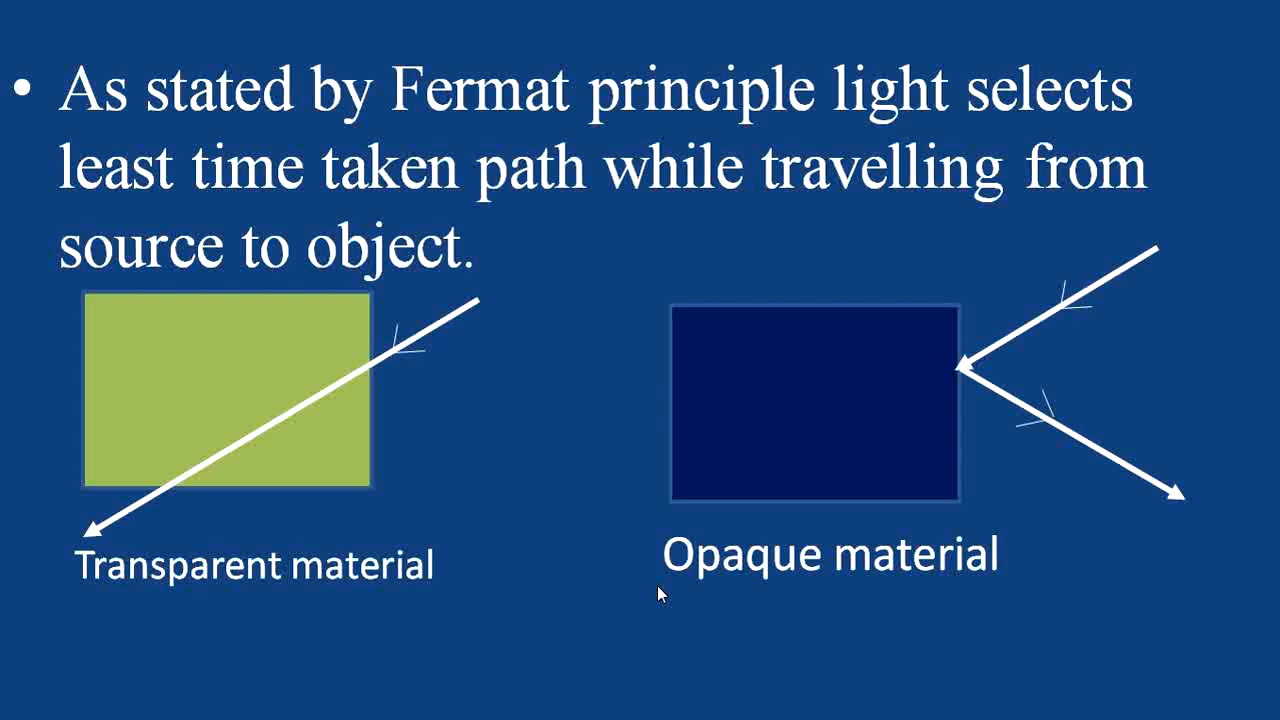 • As stated by Fermat principle light selects
least time taken path while travelling from
source to object.
Transparent material
Opaque material